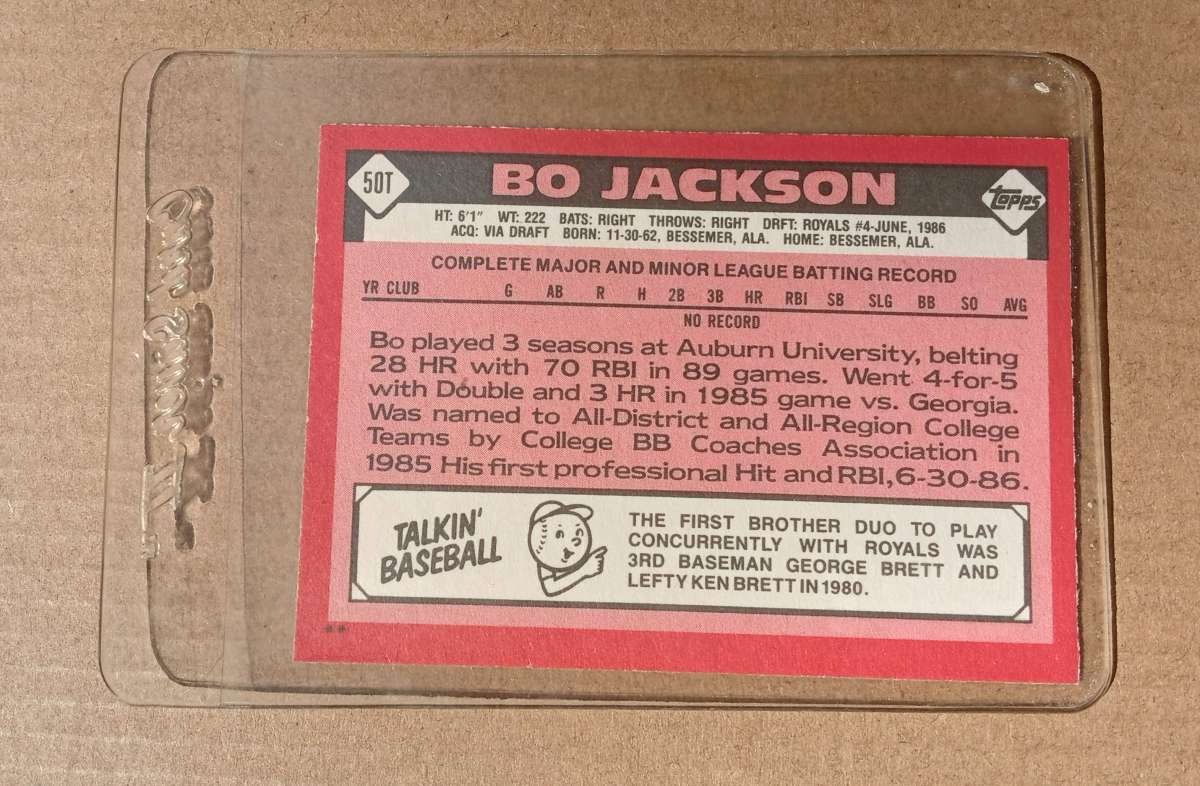 50T
BO JACKSON
topps
HT: 6'1" WT: 222 BATS: RIGHT THROWS: RIGHT DRFT: ROYALS #4-JUNE, 1986
ACQ: VIA DRAFT BORN: 11-30-62, BESSEMER, ALA. HOME: BESSEMER, ALA.
COMPLETE MAJOR AND MINOR LEAGUE BATTING RECORD
YR CLUB G AB R H 2B 3B HR RBI SB SLG BB SO AVG
NO RECORD
Bo played 3 seasons at Auburn University, belting
28 HR with 70 RBI in 89 games. Went 4-for-5
with Double and 3 HR in 1985 game vs. Georgia.
Was named to All-District and All-Region College
Teams by College BB Coaches Association in
1985 His first professional Hit and RBI, 6-30-86.
TALKIN'
BASEBALL
THE FIRST BROTHER DUO TO PLAY
CONCURRENTLY WITH ROYALS WAS
3RD BASEMAN GEORGE BRETT AND
LEFTY KEN BRETT IN 1980.
**